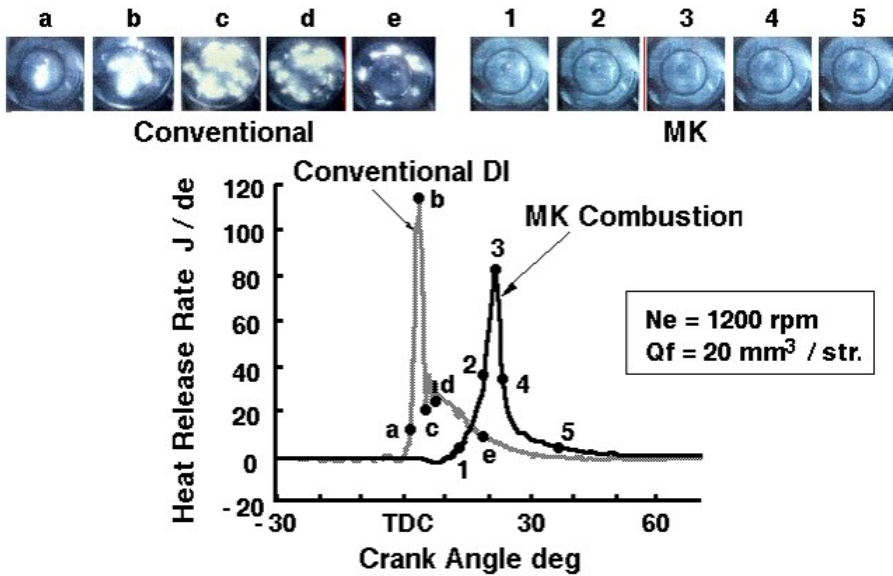 a b c d e 1 2 3 4 5
Conventional MK
Conventional DI
MK Combustion
Heat Release Rate J / de
120
100
80
60
40
20
0
- 20
- 30 TDC 30 60
Crank Angle deg
a
b
c
d
e
1
2
3
4
5
Ne = 1200 rpm
Qf = 20 mm³ / str.